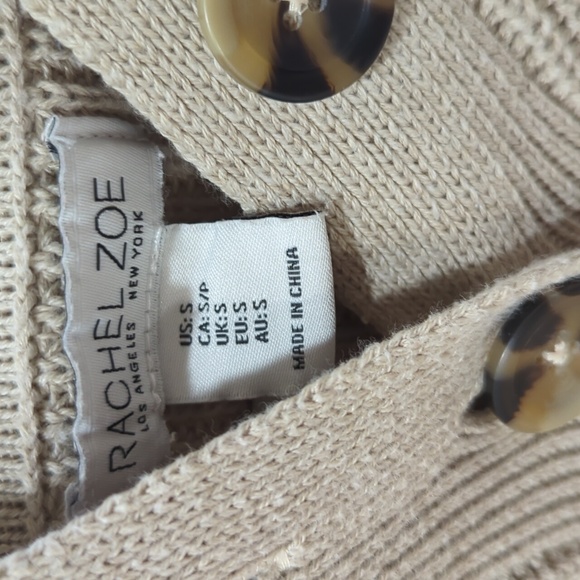 RACHEL ZOE
LOS ANGELES NEW YORK
US: S
CA: S/P
UK: S
EU: S
AU: S
MADE IN CHINA